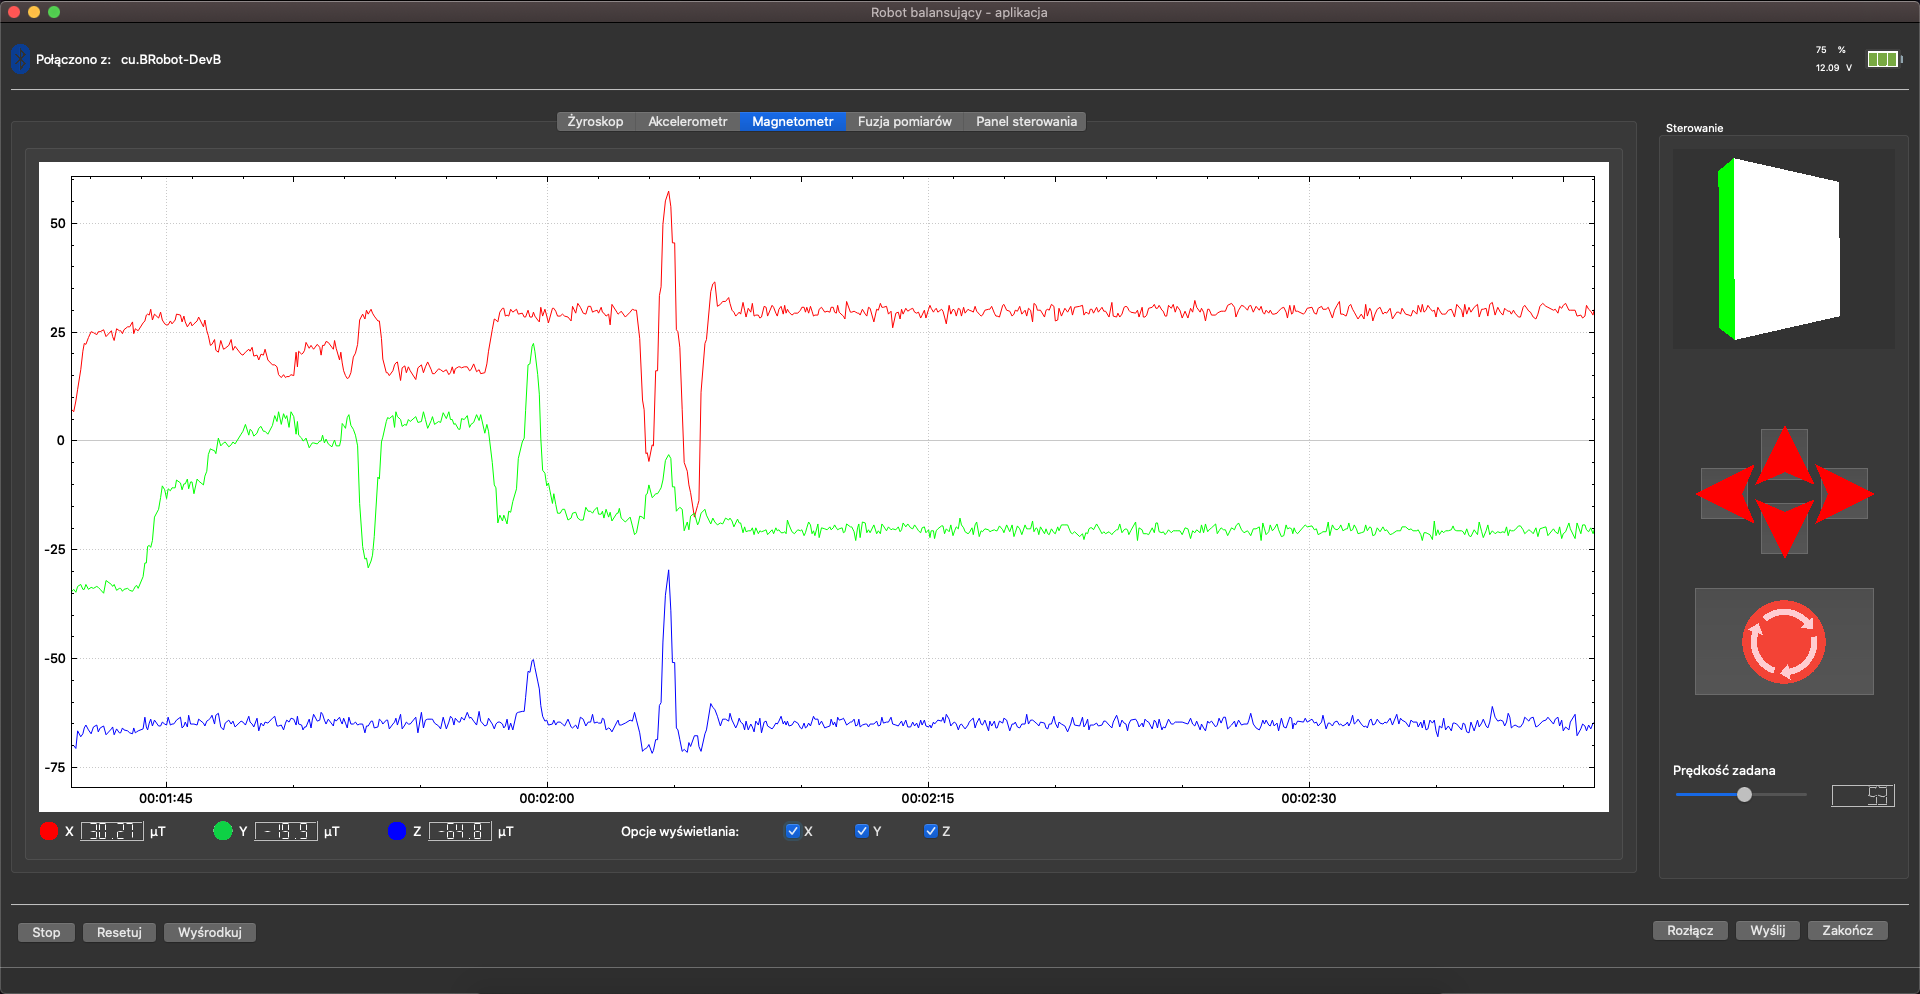 Robot balansujący - aplikacja
Połączono z: cu.BRobot-DevB
75 %
12.09 V
Żyroskop Akcelerometr Magnetometr Fuzja pomiarów Panel sterowania
Sterowanie
50
25
0
-25
-50
-75
00:01:45 00:02:00 00:02:15 00:02:30
X 30.27 µT Y -19.9 µT Z -64.8 µT Opcje wyświetlania: X Y Z
Prędkość zadana
53
Stop Resetuj Wyśrodkuj
Rozłącz Wyślij Zakończ